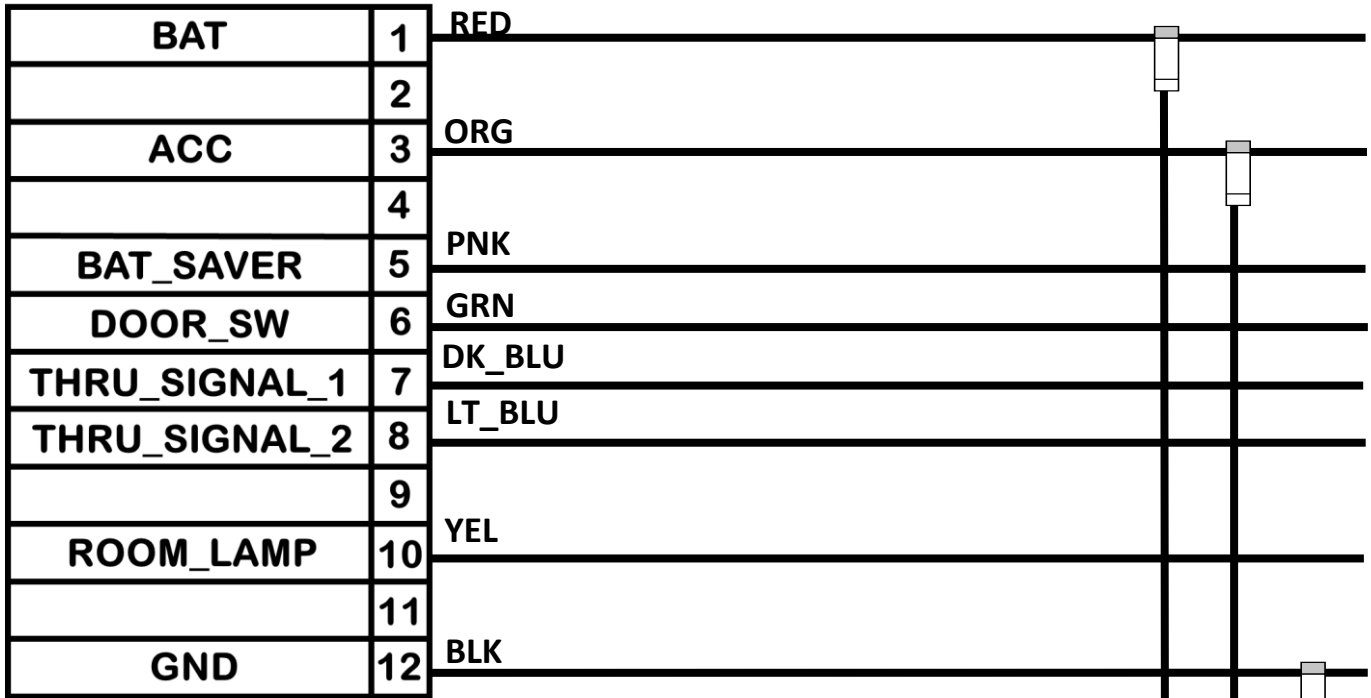 BAT 1 RED
2
ACC 3 ORG
4
BAT_SAVER 5 PNK
DOOR_SW 6 GRN
THRU_SIGNAL_1 7 DK_BLU
THRU_SIGNAL_2 8 LT_BLU
9
ROOM_LAMP 10 YEL
11
GND 12 BLK